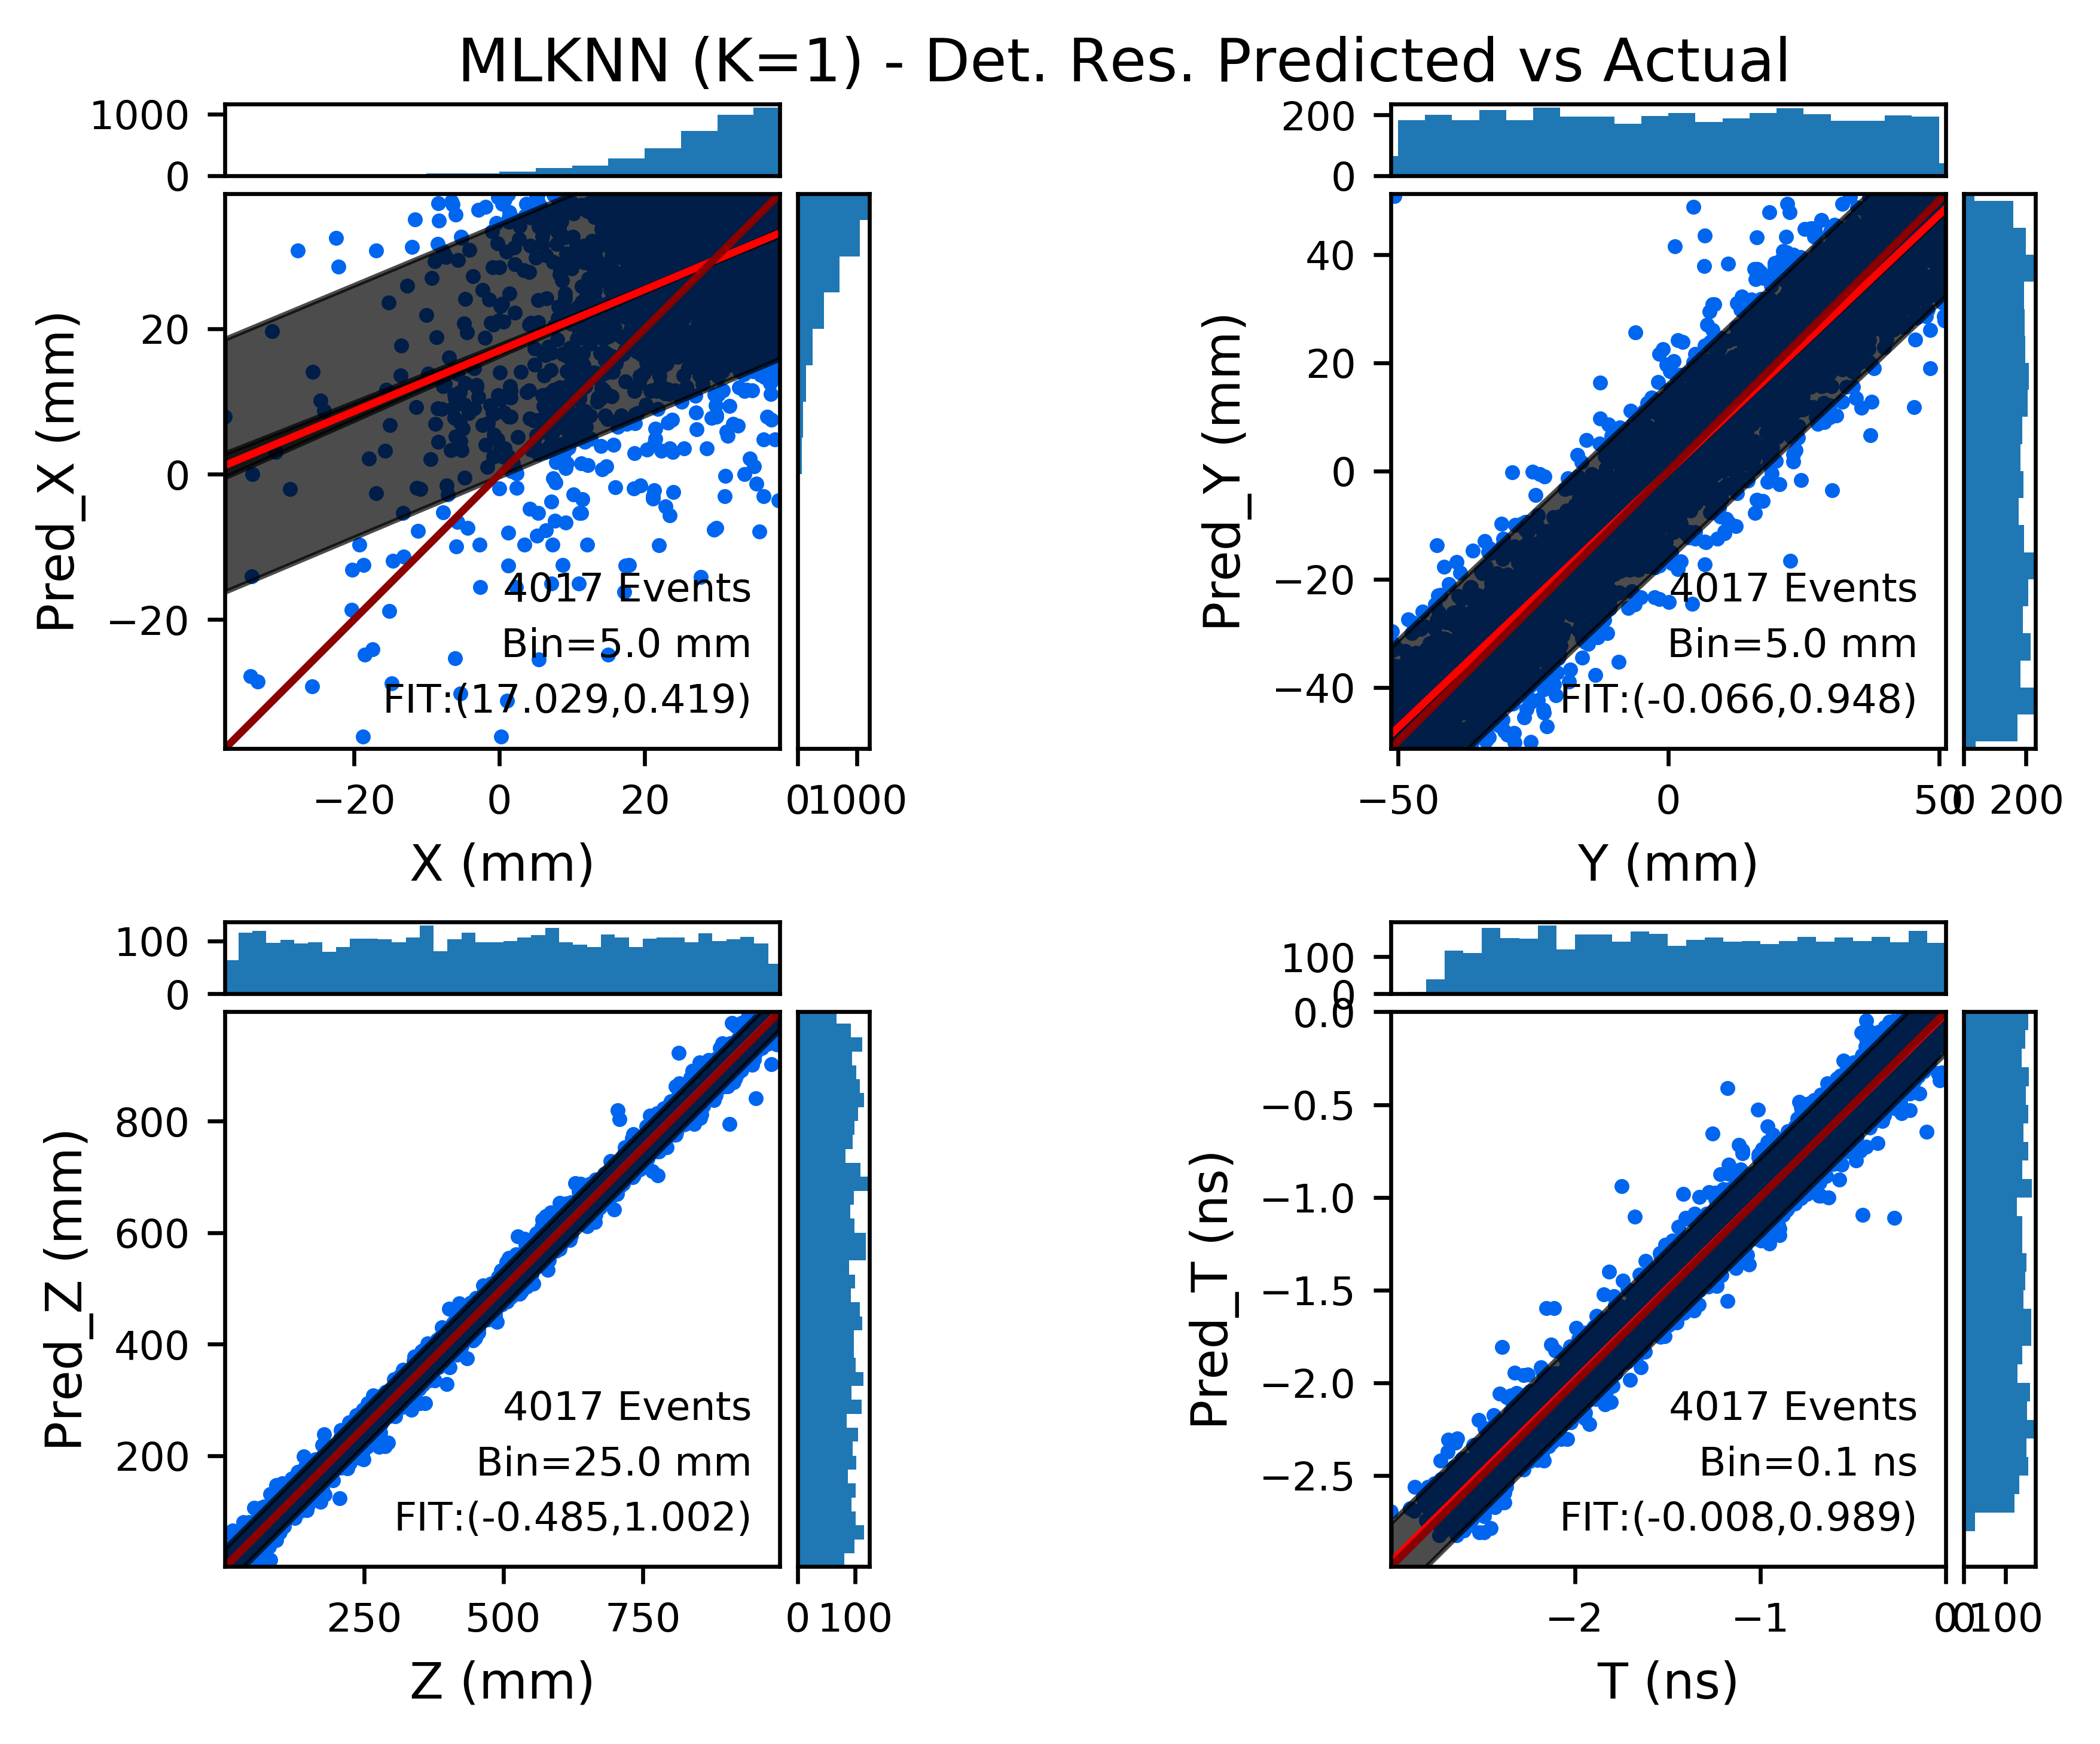 MLKNN (K=1) - Det. Res. Predicted vs Actual
1000
0
Pred_X (mm)
20
0
−20
4017 Events
Bin=5.0 mm
FIT:(17.029,0.419)
−20 0 20
0 1000
X (mm)
200
0
Pred_Y (mm)
40
20
0
−20
−40
4017 Events
Bin=5.0 mm
FIT:(-0.066,0.948)
−50 0 50
0 200
Y (mm)
100
0
Pred_Z (mm)
800
600
400
200
4017 Events
Bin=25.0 mm
FIT:(-0.485,1.002)
250 500 750
0 100
Z (mm)
100
0
Pred_T (ns)
0.0
−0.5
−1.0
−1.5
−2.0
−2.5
4017 Events
Bin=0.1 ns
FIT:(-0.008,0.989)
−2 −1 0
0 100
T (ns)